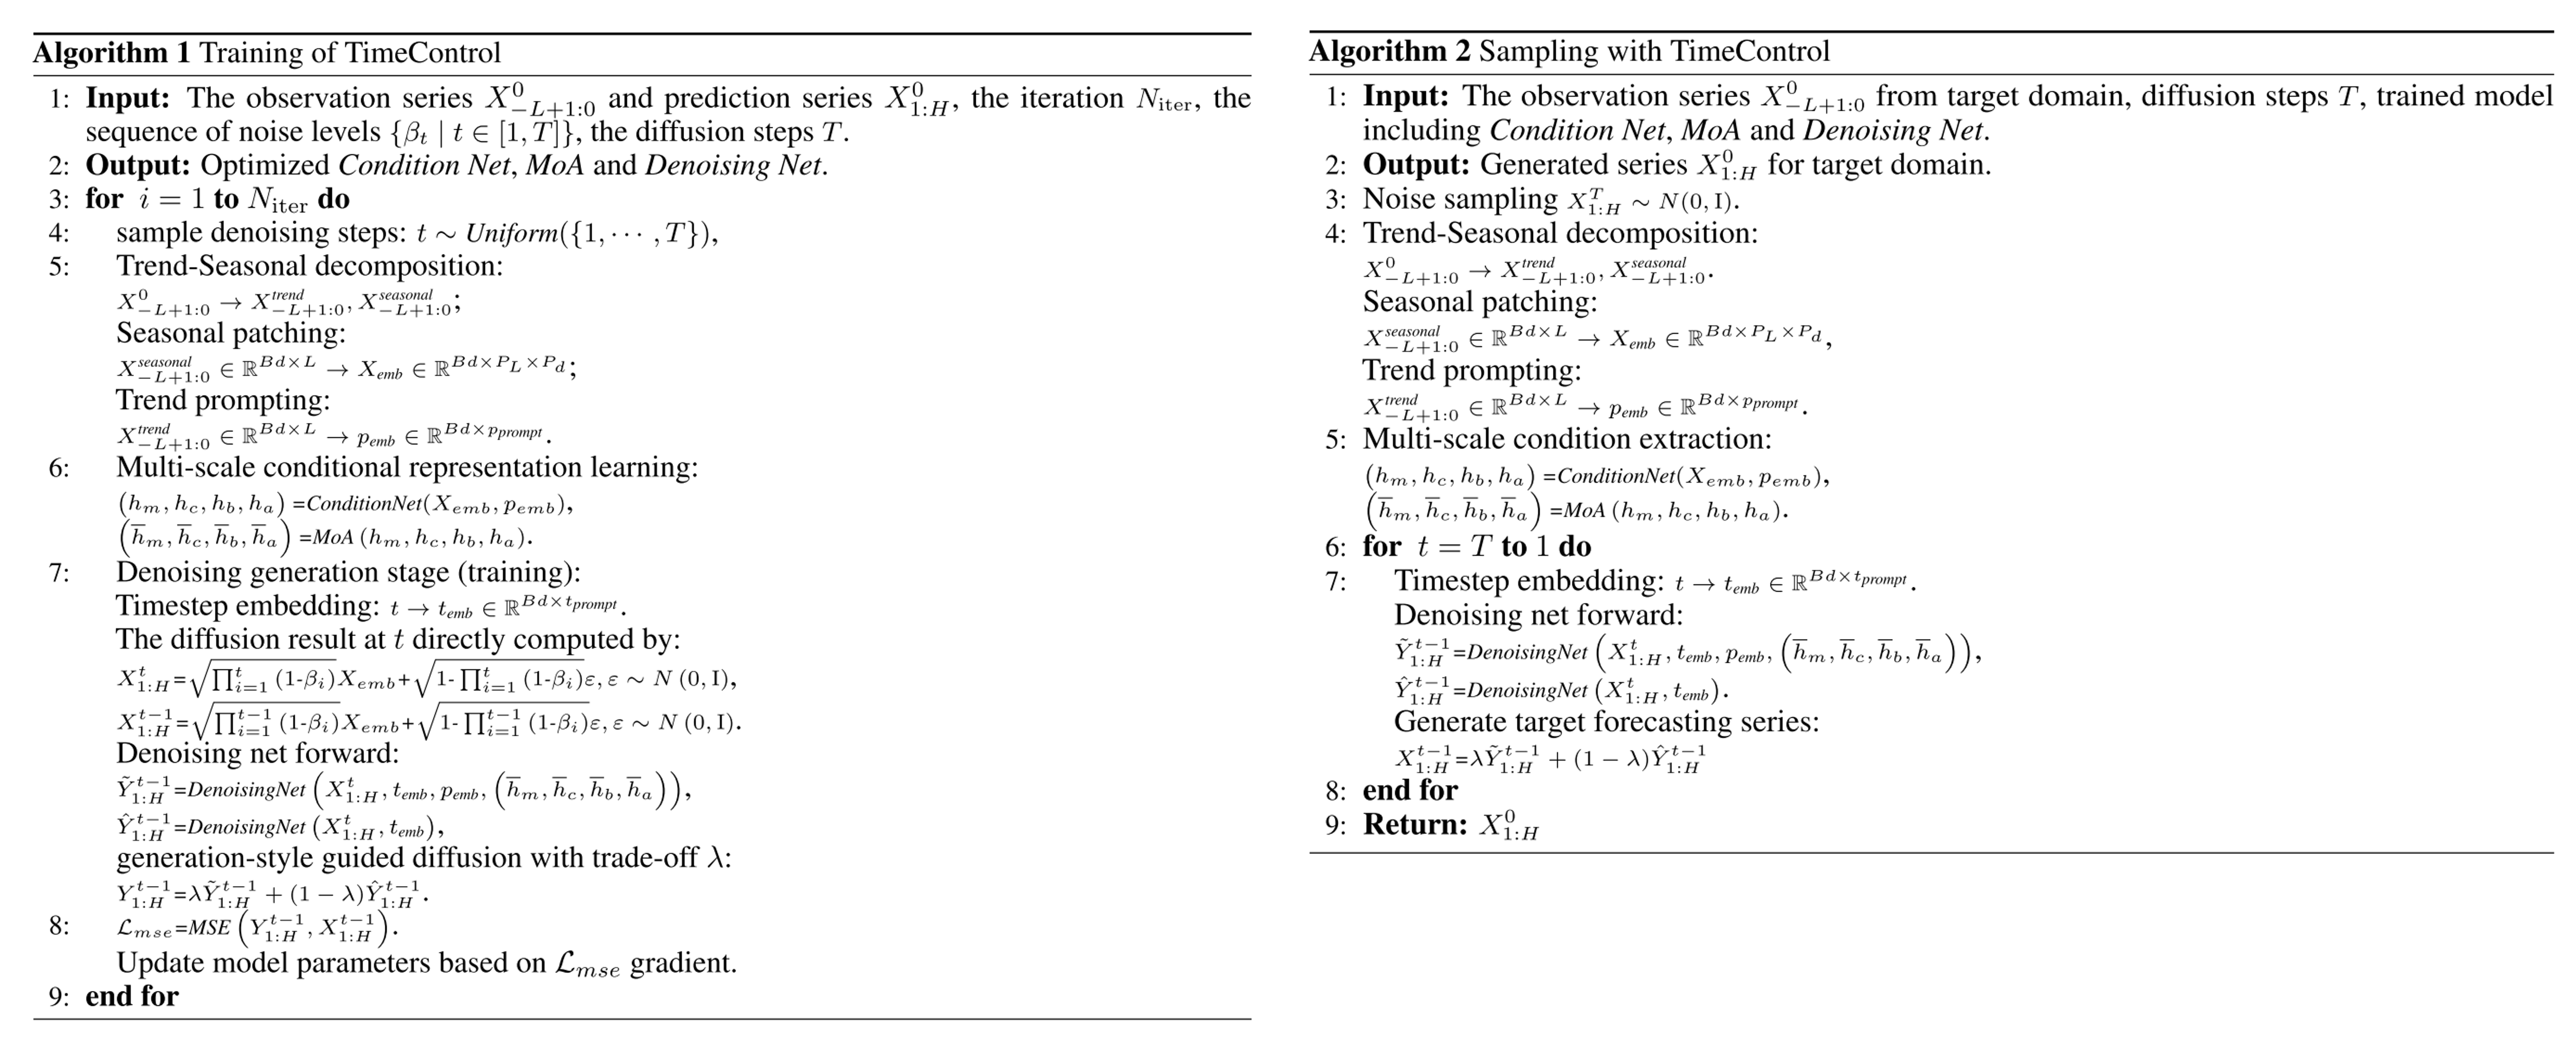 Algorithm 1 Training of TimeControl
1: Input: The observation series $X^0_{-L+1:0}$ and prediction series $X^0_{1:H}$, the iteration $N_{\text{iter}}$, the
sequence of noise levels $\{\beta_t \mid t \in [1, T]\}$, the diffusion steps $T$.
2: Output: Optimized Condition Net, MoA and Denoising Net.
3: for $i = 1$ to $N_{\text{iter}}$ do
4: sample denoising steps: $t \sim Uniform(\{1, \cdots, T\})$,
5: Trend-Seasonal decomposition:
$X^0_{-L+1:0} \rightarrow X^{trend}_{-L+1:0}, X^{seasonal}_{-L+1:0}$;
Seasonal patching:
$X^{seasonal}_{-L+1:0} \in \mathbb{R}^{Bd \times L} \rightarrow X_{emb} \in \mathbb{R}^{Bd \times P_L \times P_d}$;
Trend prompting:
$X^{trend}_{-L+1:0} \in \mathbb{R}^{Bd \times L} \rightarrow p_{emb} \in \mathbb{R}^{Bd \times p_{prompt}}$.
6: Multi-scale conditional representation learning:
$(h_m, h_c, h_b, h_a)$ =ConditionNet$(X_{emb}, p_{emb})$,
$(\overline{h}_m, \overline{h}_c, \overline{h}_b, \overline{h}_a)$ =MoA $(h_m, h_c, h_b, h_a)$.
7: Denoising generation stage (training):
Timestep embedding: $t \rightarrow t_{emb} \in \mathbb{R}^{Bd \times t_{prompt}}$.
The diffusion result at $t$ directly computed by:
$X^t_{1:H} = \sqrt{\prod_{i=1}^{t} (1\text{-}\beta_i)} X_{emb} + \sqrt{1\text{-}\prod_{i=1}^{t} (1\text{-}\beta_i)} \varepsilon, \varepsilon \sim N(0, \mathrm{I})$,
$X^{t-1}_{1:H} = \sqrt{\prod_{i=1}^{t-1} (1\text{-}\beta_i)} X_{emb} + \sqrt{1\text{-}\prod_{i=1}^{t-1} (1\text{-}\beta_i)} \varepsilon, \varepsilon \sim N(0, \mathrm{I})$.
Denoising net forward:
$\tilde{Y}^{t-1}_{1:H}$=DenoisingNet $(X^t_{1:H}, t_{emb}, p_{emb}, (\overline{h}_m, \overline{h}_c, \overline{h}_b, \overline{h}_a))$,
$\hat{Y}^{t-1}_{1:H}$=DenoisingNet $(X^t_{1:H}, t_{emb})$,
generation-style guided diffusion with trade-off $\lambda$:
$Y^{t-1}_{1:H} = \lambda \tilde{Y}^{t-1}_{1:H} + (1 - \lambda) \hat{Y}^{t-1}_{1:H}$.
8: $\mathcal{L}_{mse}$=MSE $(Y^{t-1}_{1:H}, X^{t-1}_{1:H})$.
Update model parameters based on $\mathcal{L}_{mse}$ gradient.
9: end for
Algorithm 2 Sampling with TimeControl
1: Input: The observation series $X^0_{-L+1:0}$ from target domain, diffusion steps $T$, trained model
including Condition Net, MoA and Denoising Net.
2: Output: Generated series $X^0_{1:H}$ for target domain.
3: Noise sampling $X^T_{1:H} \sim N(0, \mathrm{I})$.
4: Trend-Seasonal decomposition:
$X^0_{-L+1:0} \rightarrow X^{trend}_{-L+1:0}, X^{seasonal}_{-L+1:0}$.
Seasonal patching:
$X^{seasonal}_{-L+1:0} \in \mathbb{R}^{Bd \times L} \rightarrow X_{emb} \in \mathbb{R}^{Bd \times P_L \times P_d}$,
Trend prompting:
$X^{trend}_{-L+1:0} \in \mathbb{R}^{Bd \times L} \rightarrow p_{emb} \in \mathbb{R}^{Bd \times p_{prompt}}$.
5: Multi-scale condition extraction:
$(h_m, h_c, h_b, h_a)$ =ConditionNet$(X_{emb}, p_{emb})$,
$(\overline{h}_m, \overline{h}_c, \overline{h}_b, \overline{h}_a)$ =MoA $(h_m, h_c, h_b, h_a)$.
6: for $t = T$ to $1$ do
7: Timestep embedding: $t \rightarrow t_{emb} \in \mathbb{R}^{Bd \times t_{prompt}}$.
Denoising net forward:
$\tilde{Y}^{t-1}_{1:H}$=DenoisingNet $(X^t_{1:H}, t_{emb}, p_{emb}, (\overline{h}_m, \overline{h}_c, \overline{h}_b, \overline{h}_a))$,
$\hat{Y}^{t-1}_{1:H}$=DenoisingNet $(X^t_{1:H}, t_{emb})$.
Generate target forecasting series:
$X^{t-1}_{1:H} = \lambda \tilde{Y}^{t-1}_{1:H} + (1 - \lambda) \hat{Y}^{t-1}_{1:H}$
8: end for
9: Return: $X^0_{1:H}$